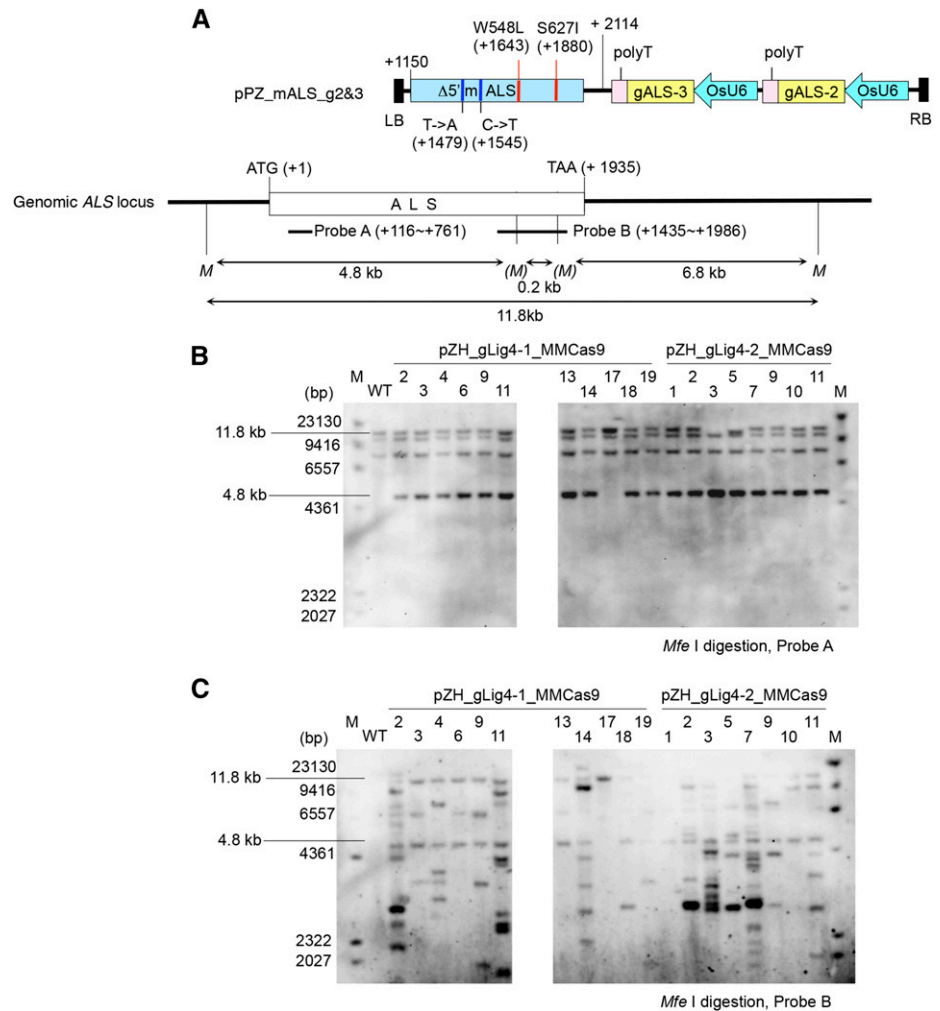 A
W548L S627I
(+1643) (+1880)
+ 2114
+1150
polyT polyT
pPZ_mALS_g2&3
Δ5' m ALS
gALS-3 OsU6 gALS-2 OsU6
LB RB
T->A C->T
(+1479) (+1545)
ATG (+1) TAA (+ 1935)
Genomic ALS locus
A L S
Probe A (+116~+761) Probe B (+1435~+1986)
M (M) (M) M
4.8 kb 6.8 kb
0.2 kb
11.8kb
B
pZH_gLig4-1_MMCas9 pZH_gLig4-2_MMCas9
M 2 4 9 13 17 19 2 5 9 11
WT 3 6 11 14 18 1 3 7 10 M
(bp)
23130
11.8 kb
9416
6557
4.8 kb
4361
2322
2027
Mfe I digestion, Probe A
C
pZH_gLig4-1_MMCas9 pZH_gLig4-2_MMCas9
M 2 4 9 13 17 19 2 5 9 11
WT 3 6 11 14 18 1 3 7 10 M
(bp)
23130
11.8 kb
9416
6557
4.8 kb
4361
2322
2027
Mfe I digestion, Probe B